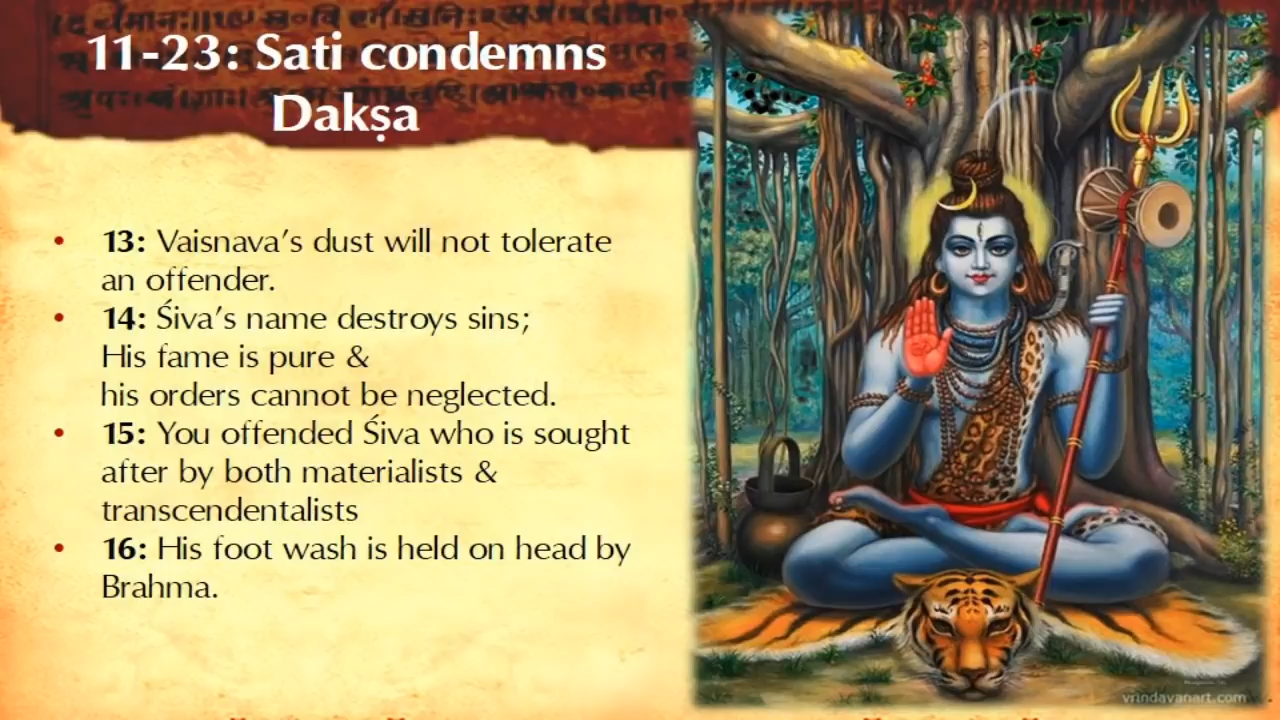 11-23: Sati condemns
Dakṣa
• 13: Vaisnava's dust will not tolerate
an offender.
• 14: Śiva's name destroys sins;
His fame is pure &
his orders cannot be neglected.
• 15: You offended Śiva who is sought
after by both materialists &
transcendentalists
• 16: His foot wash is held on head by
Brahma.
vrindavanart.com